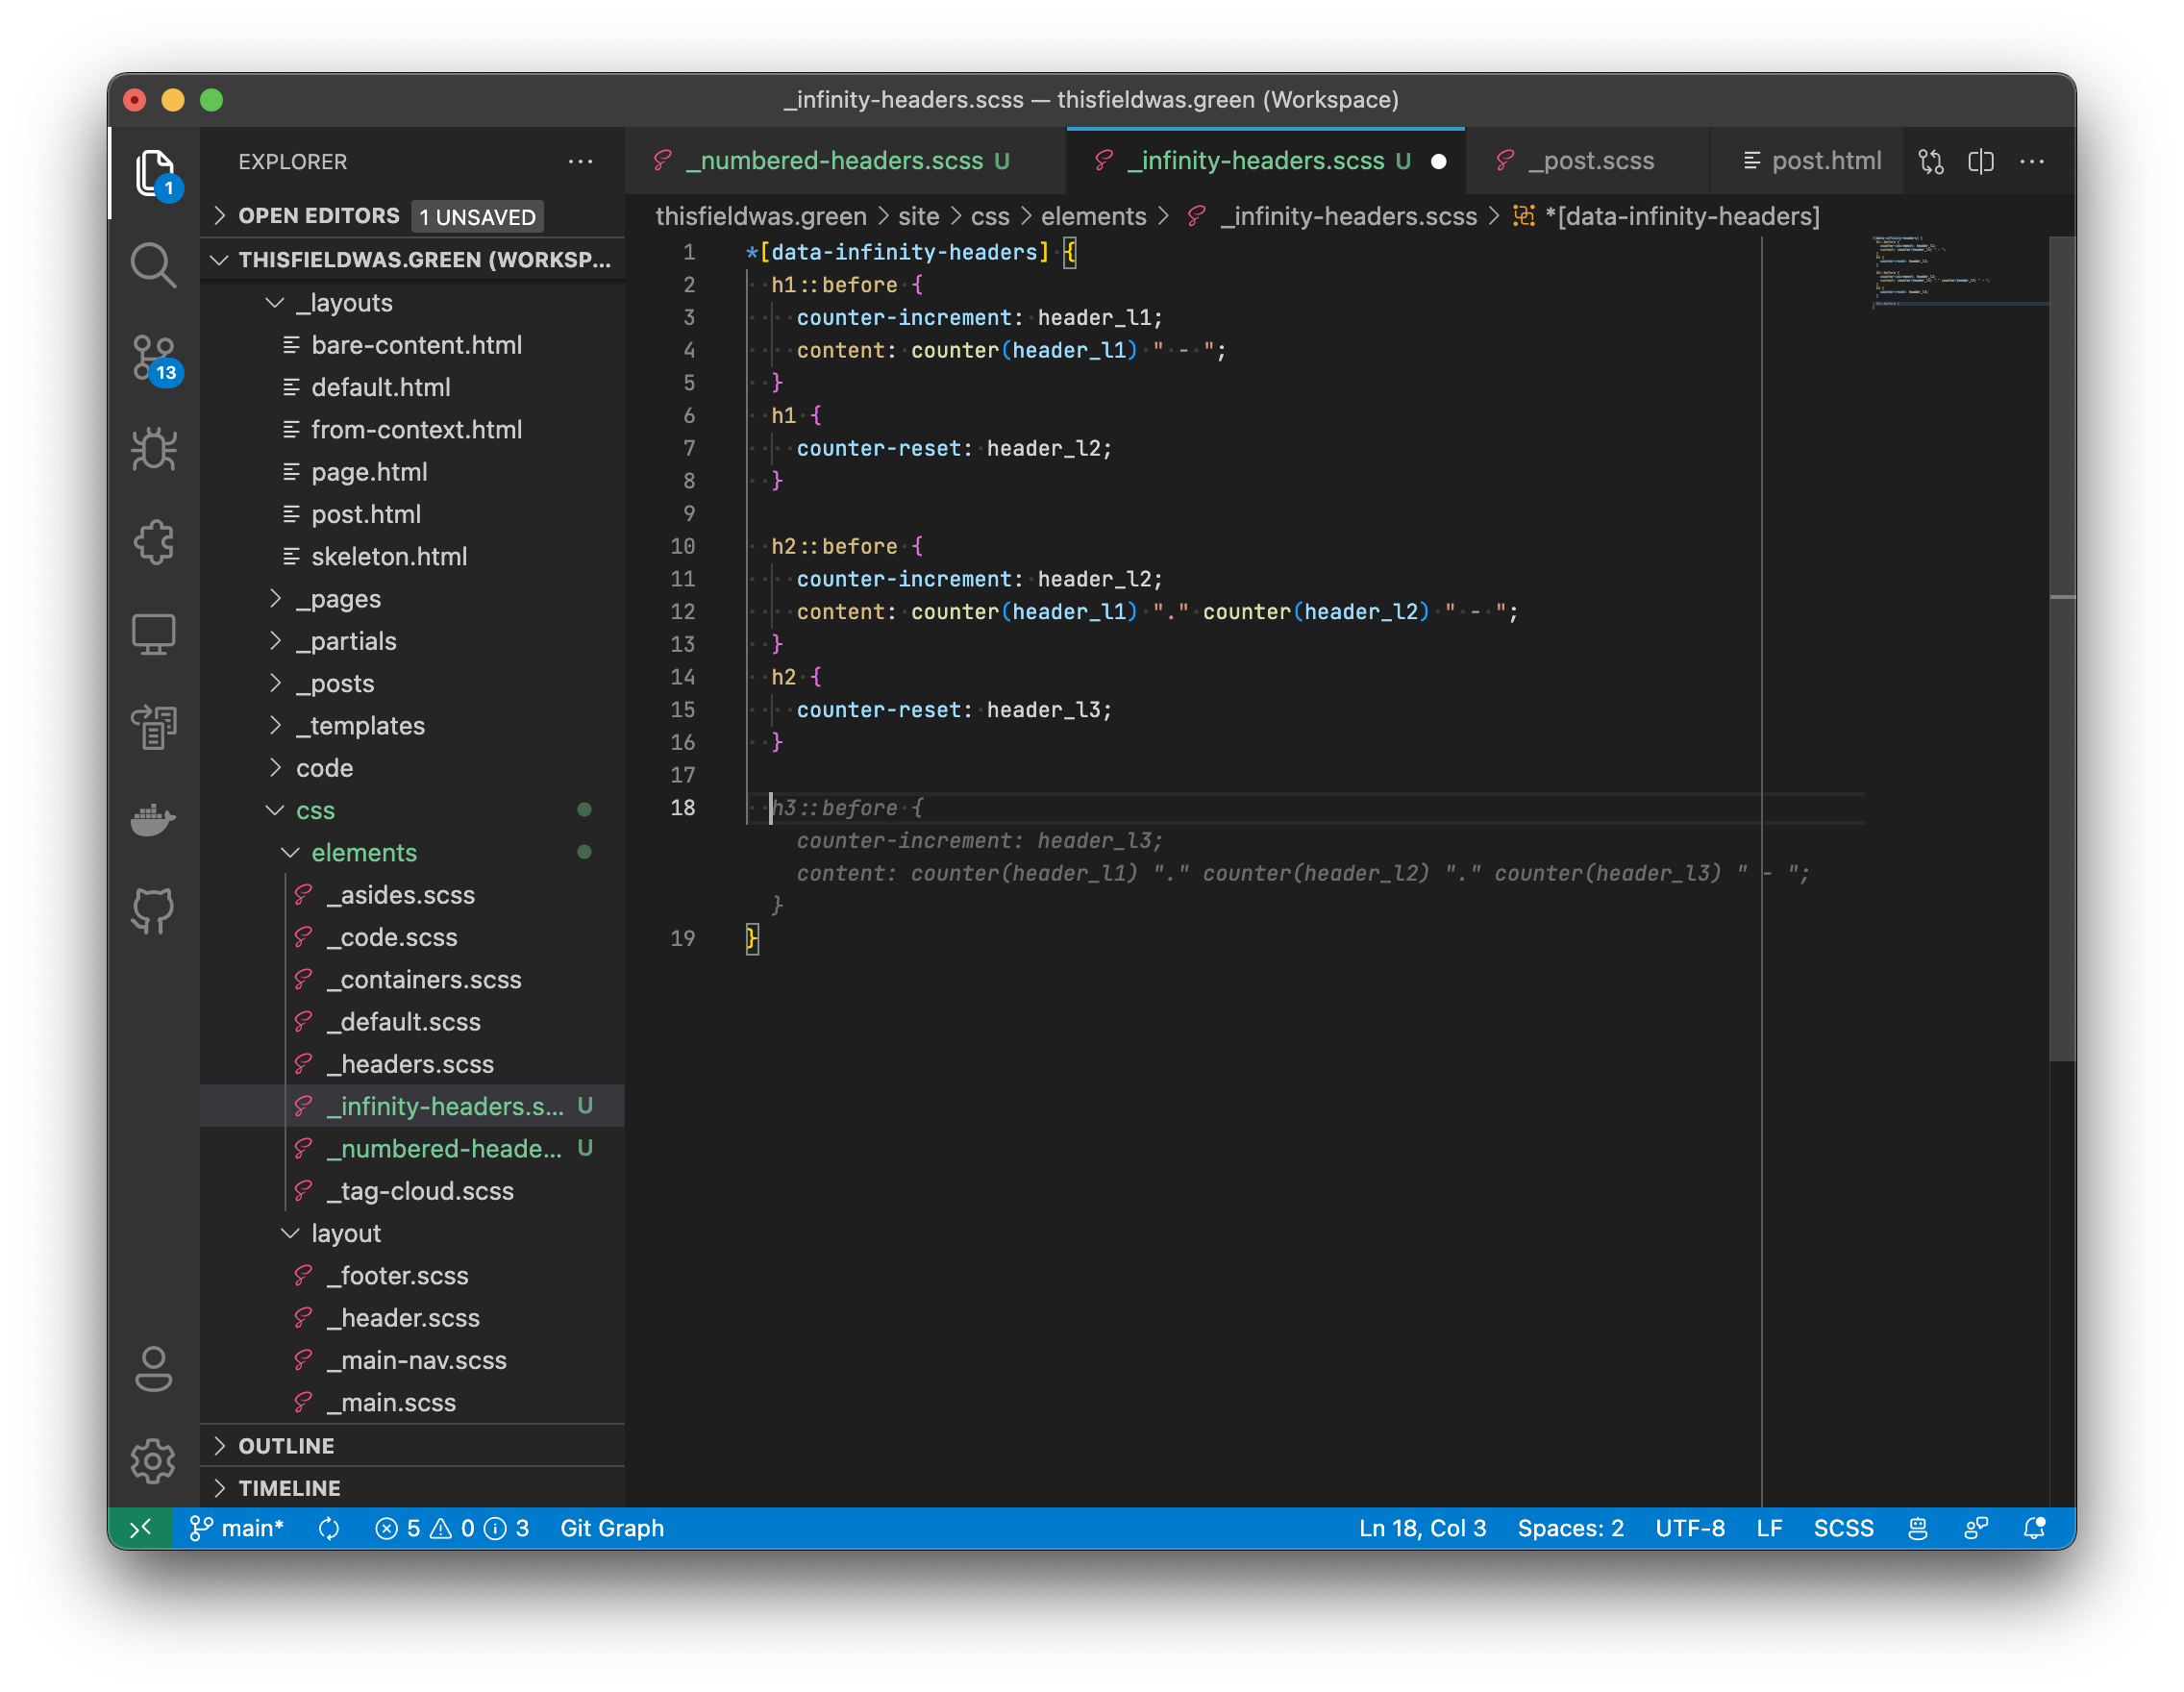 _infinity-headers.scss — thisfieldwas.green (Workspace)
EXPLORER
1
OPEN EDITORS 1 UNSAVED
THISFIELDWAS.GREEN (WORKSP...
_layouts
bare-content.html
default.html
from-context.html
page.html
post.html
skeleton.html
_pages
_partials
_posts
_templates
code
css
elements
_asides.scss
_code.scss
_containers.scss
_default.scss
_headers.scss
_infinity-headers.s... U
_numbered-heade... U
_tag-cloud.scss
layout
_footer.scss
_header.scss
_main-nav.scss
_main.scss
OUTLINE
TIMELINE
13
_numbered-headers.scss U
_infinity-headers.scss U
_post.scss
post.html
thisfieldwas.green > site > css > elements > _infinity-headers.scss > *[data-infinity-headers]
1 *[data-infinity-headers] {
2 h1::before {
3 counter-increment: header_l1;
4 content: counter(header_l1) " - ";
5 }
6 h1 {
7 counter-reset: header_l2;
8 }
9
10 h2::before {
11 counter-increment: header_l2;
12 content: counter(header_l1) "." counter(header_l2) " - ";
13 }
14 h2 {
15 counter-reset: header_l3;
16 }
17
18 h3::before {
counter-increment: header_l3;
content: counter(header_l1) "." counter(header_l2) "." counter(header_l3) " - ";
}
19 }
main* 5 0 3 Git Graph
Ln 18, Col 3 Spaces: 2 UTF-8 LF SCSS